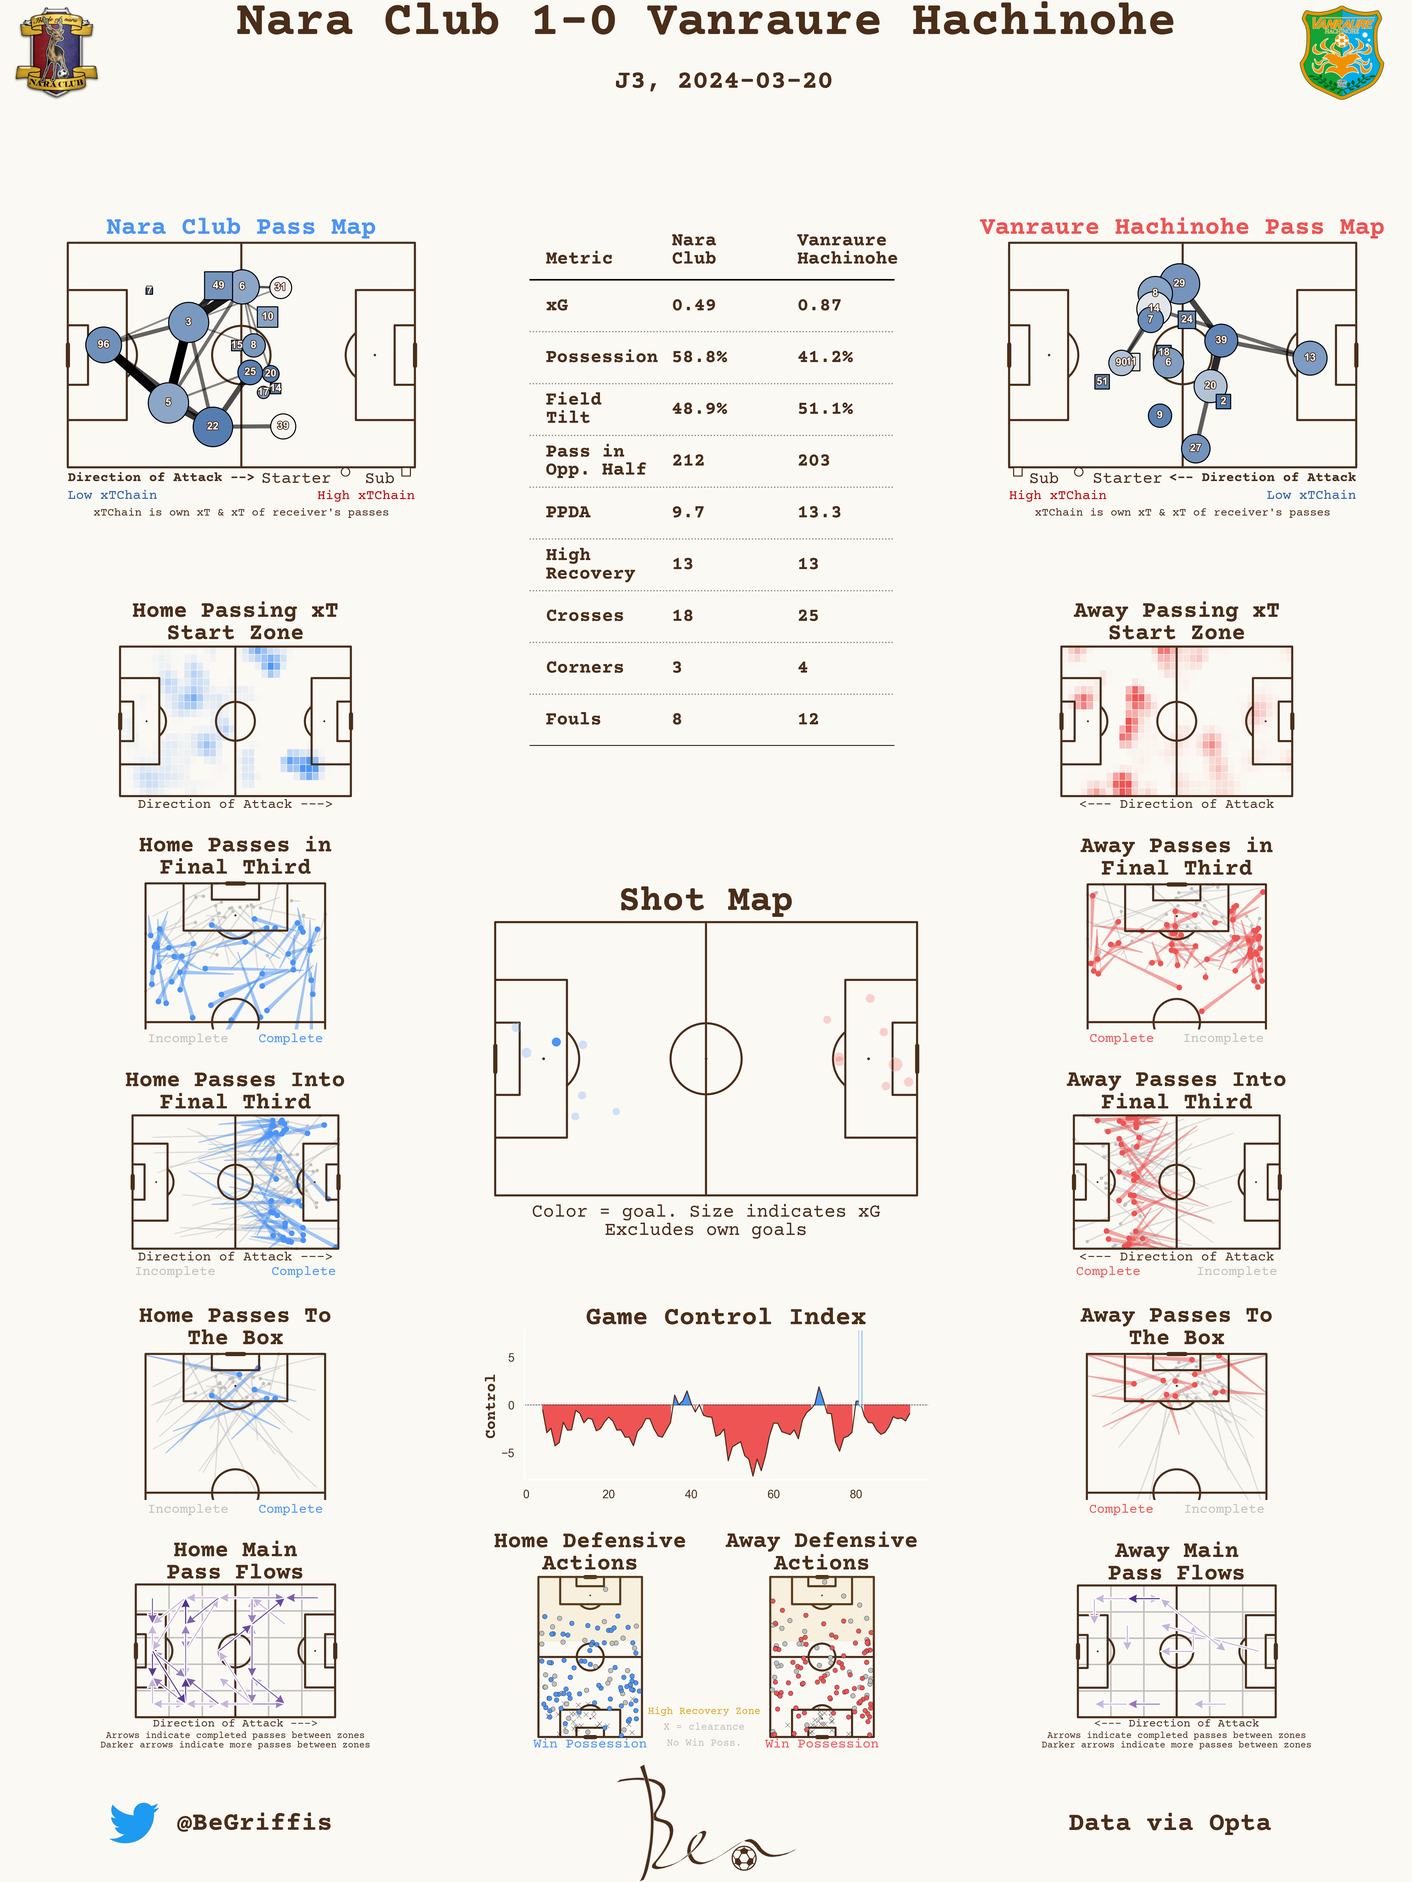 Nara Club 1-0 Vanraure Hachinohe
J3, 2024-03-20
NARA CLUB
VANRAURE
HACHINOHE
Nara Club Pass Map
7
49
6
31
3
10
96
15
8
25
20
14
17
5
22
39
Direction of Attack --> Starter Sub
Low xTChain High xTChain
xTChain is own xT & xT of receiver's passes
Metric Nara Club Vanraure Hachinohe
xG 0.49 0.87
Possession 58.8% 41.2%
Field Tilt 48.9% 51.1%
Pass in Opp. Half 212 203
PPDA 9.7 13.3
High Recovery 13 13
Crosses 18 25
Corners 3 4
Fouls 8 12
Vanraure Hachinohe Pass Map
29
8
14
7
24
39
13
18
90
6
51
20
2
9
27
Sub Starter <-- Direction of Attack
High xTChain Low xTChain
xTChain is own xT & xT of receiver's passes
Home Passing xT
Start Zone
Direction of Attack --->
Away Passing xT
Start Zone
<--- Direction of Attack
Home Passes in
Final Third
Incomplete Complete
Away Passes in
Final Third
Complete Incomplete
Shot Map
Color = goal. Size indicates xG
Excludes own goals
Home Passes Into
Final Third
Direction of Attack --->
Incomplete Complete
Away Passes Into
Final Third
<--- Direction of Attack
Complete Incomplete
Home Passes To
The Box
Incomplete Complete
Game Control Index
Control
5
0
−5
0 20 40 60 80
Away Passes To
The Box
Complete Incomplete
Home Main
Pass Flows
Direction of Attack --->
Arrows indicate completed passes between zones
Darker arrows indicate more passes between zones
Home Defensive
Actions
Win Possession
High Recovery Zone
X = clearance
No Win Poss.
Away Defensive
Actions
Win Possession
Away Main
Pass Flows
<--- Direction of Attack
Arrows indicate completed passes between zones
Darker arrows indicate more passes between zones
@BeGriffis
Ben
Data via Opta